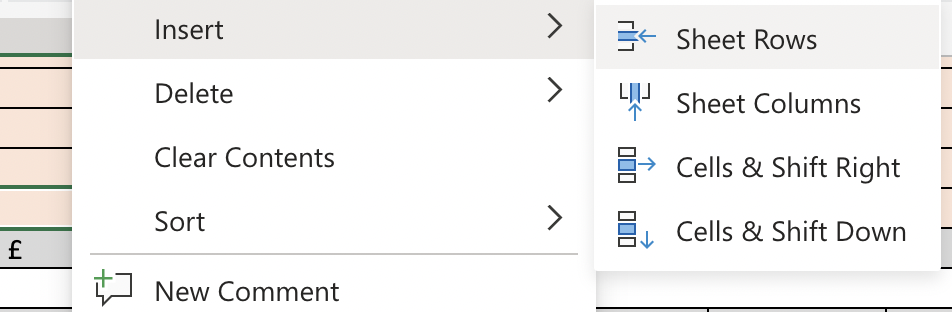 Insert
Delete
Clear Contents
Sort
New Comment
Sheet Rows
Sheet Columns
Cells & Shift Right
Cells & Shift Down
£